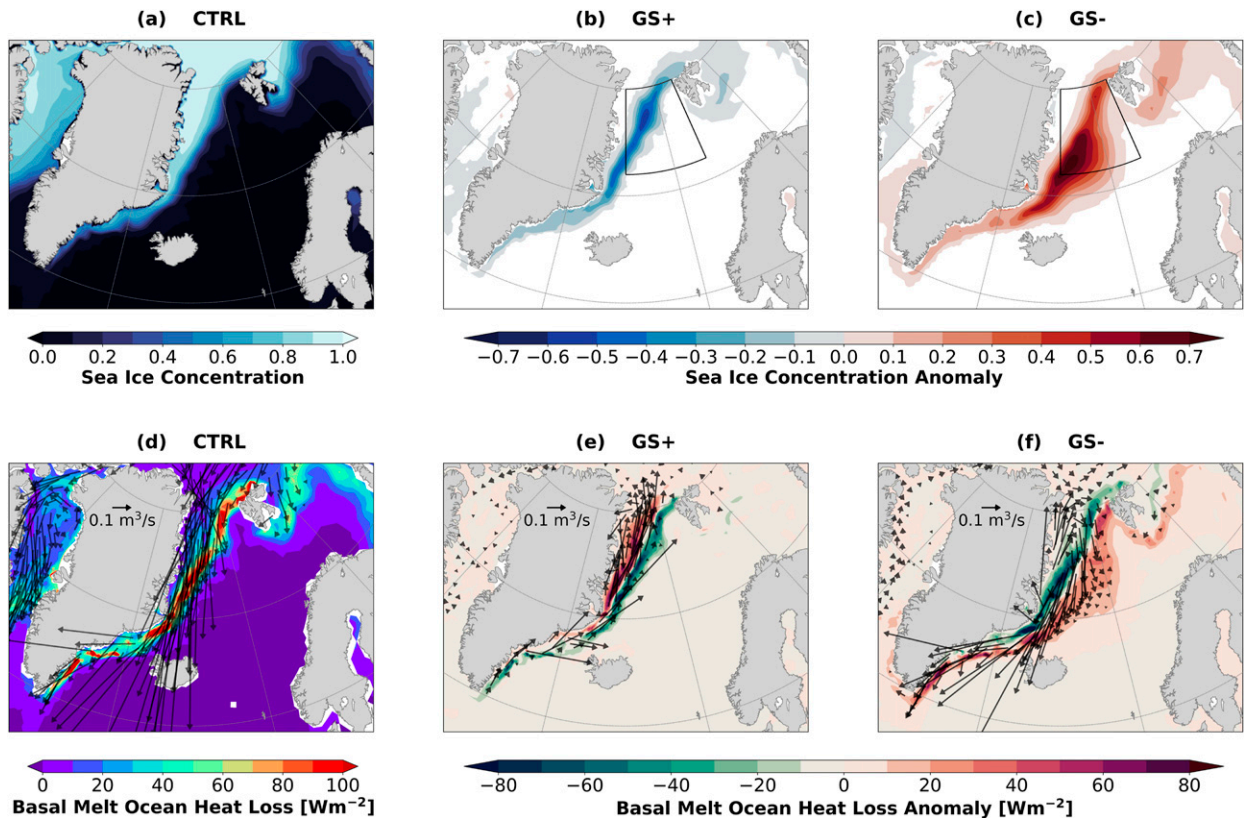 (a) CTRL
(b) GS+
(c) GS-
0.0 0.2 0.4 0.6 0.8 1.0
Sea Ice Concentration
−0.7 −0.6 −0.5 −0.4 −0.3 −0.2 −0.1 0.0 0.1 0.2 0.3 0.4 0.5 0.6 0.7
Sea Ice Concentration Anomaly
(d) CTRL
(e) GS+
(f) GS-
0.1 m³/s
0.1 m³/s
0.1 m³/s
0 20 40 60 80 100
Basal Melt Ocean Heat Loss [Wm⁻²]
−80 −60 −40 −20 0 20 40 60 80
Basal Melt Ocean Heat Loss Anomaly [Wm⁻²]